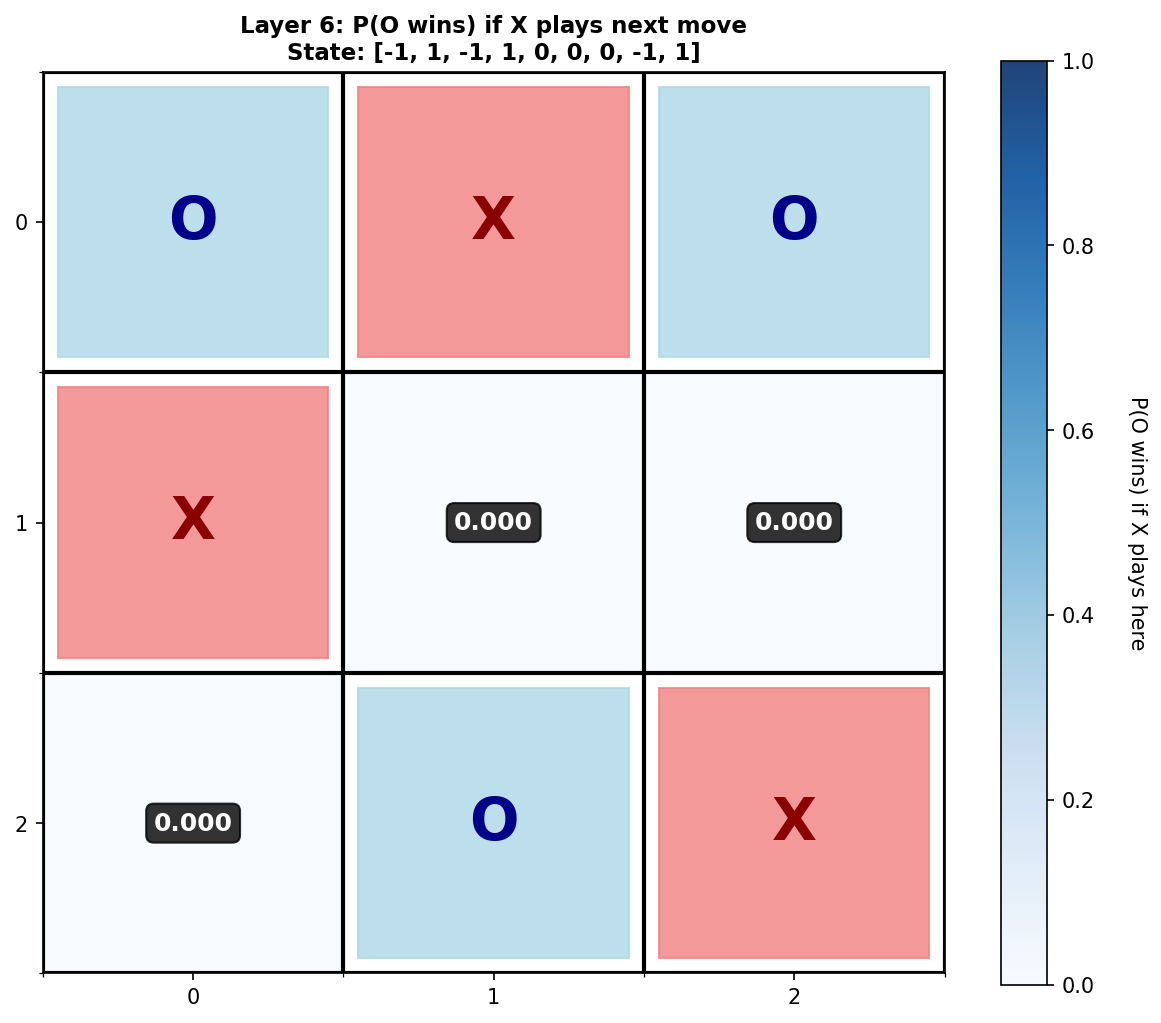 Layer 6: P(O wins) if X plays next move
State: [-1, 1, -1, 1, 0, 0, 0, -1, 1]
O
X
O
X
0.000
0.000
0.000
O
X
0
1
2
0
1
2
1.0
0.8
0.6
0.4
0.2
0.0
P(O wins) if X plays here